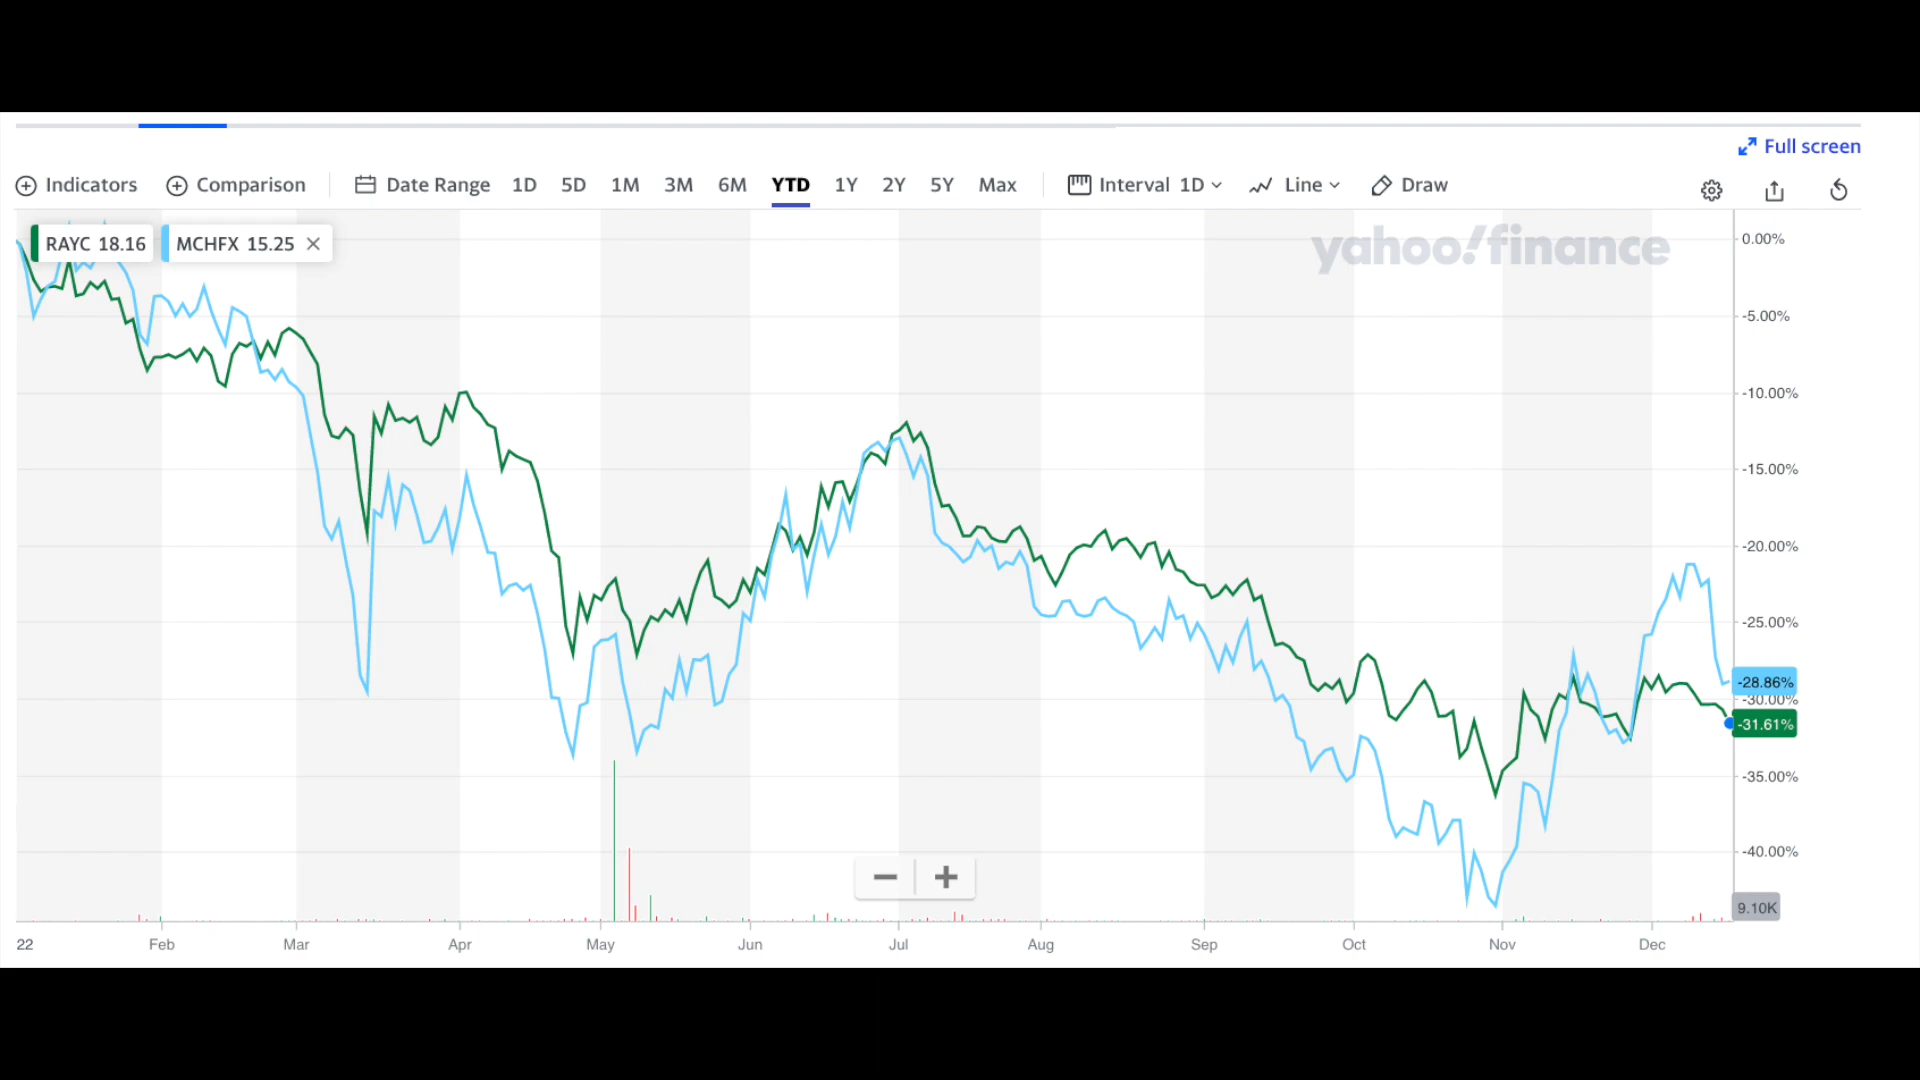 Full screen
Indicators Comparison Date Range 1D 5D 1M 3M 6M YTD 1Y 2Y 5Y Max Interval 1D Line Draw
RAYC 18.16 MCHFX 15.25
yahoo!finance
0.00%
-5.00%
-10.00%
-15.00%
-20.00%
-25.00%
-28.86%
-30.00%
-31.61%
-35.00%
-40.00%
9.10K
22 Feb Mar Apr May Jun Jul Aug Sep Oct Nov Dec